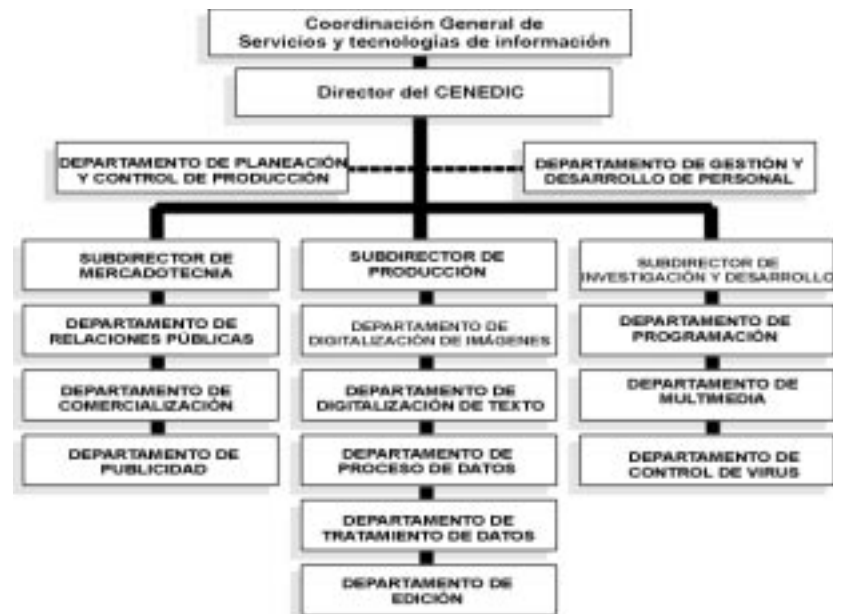 Coordinación General de
Servicios y tecnologías de información
Director del CENEDIC
DEPARTAMENTO DE PLANEACIÓN
Y CONTROL DE PRODUCCIÓN
DEPARTAMENTO DE GESTIÓN Y
DESARROLLO DE PERSONAL
SUBDIRECTOR DE
MERCADOTECNIA
DEPARTAMENTO DE
RELACIONES PÚBLICAS
DEPARTAMENTO DE
COMERCIALIZACIÓN
DEPARTAMENTO DE
PUBLICIDAD
SUBDIRECTOR DE
PRODUCCIÓN
DEPARTAMENTO DE
DIGITALIZACIÓN DE IMÁGENES
DEPARTAMENTO DE
DIGITALIZACIÓN DE TEXTO
DEPARTAMENTO DE
PROCESO DE DATOS
DEPARTAMENTO DE
TRATAMIENTO DE DATOS
DEPARTAMENTO DE
EDICIÓN
SUBDIRECTOR DE
INVESTIGACIÓN Y DESARROLLO
DEPARTAMENTO DE
PROGRAMACIÓN
DEPARTAMENTO DE
MULTIMEDIA
DEPARTAMENTO DE
CONTROL DE VIRUS